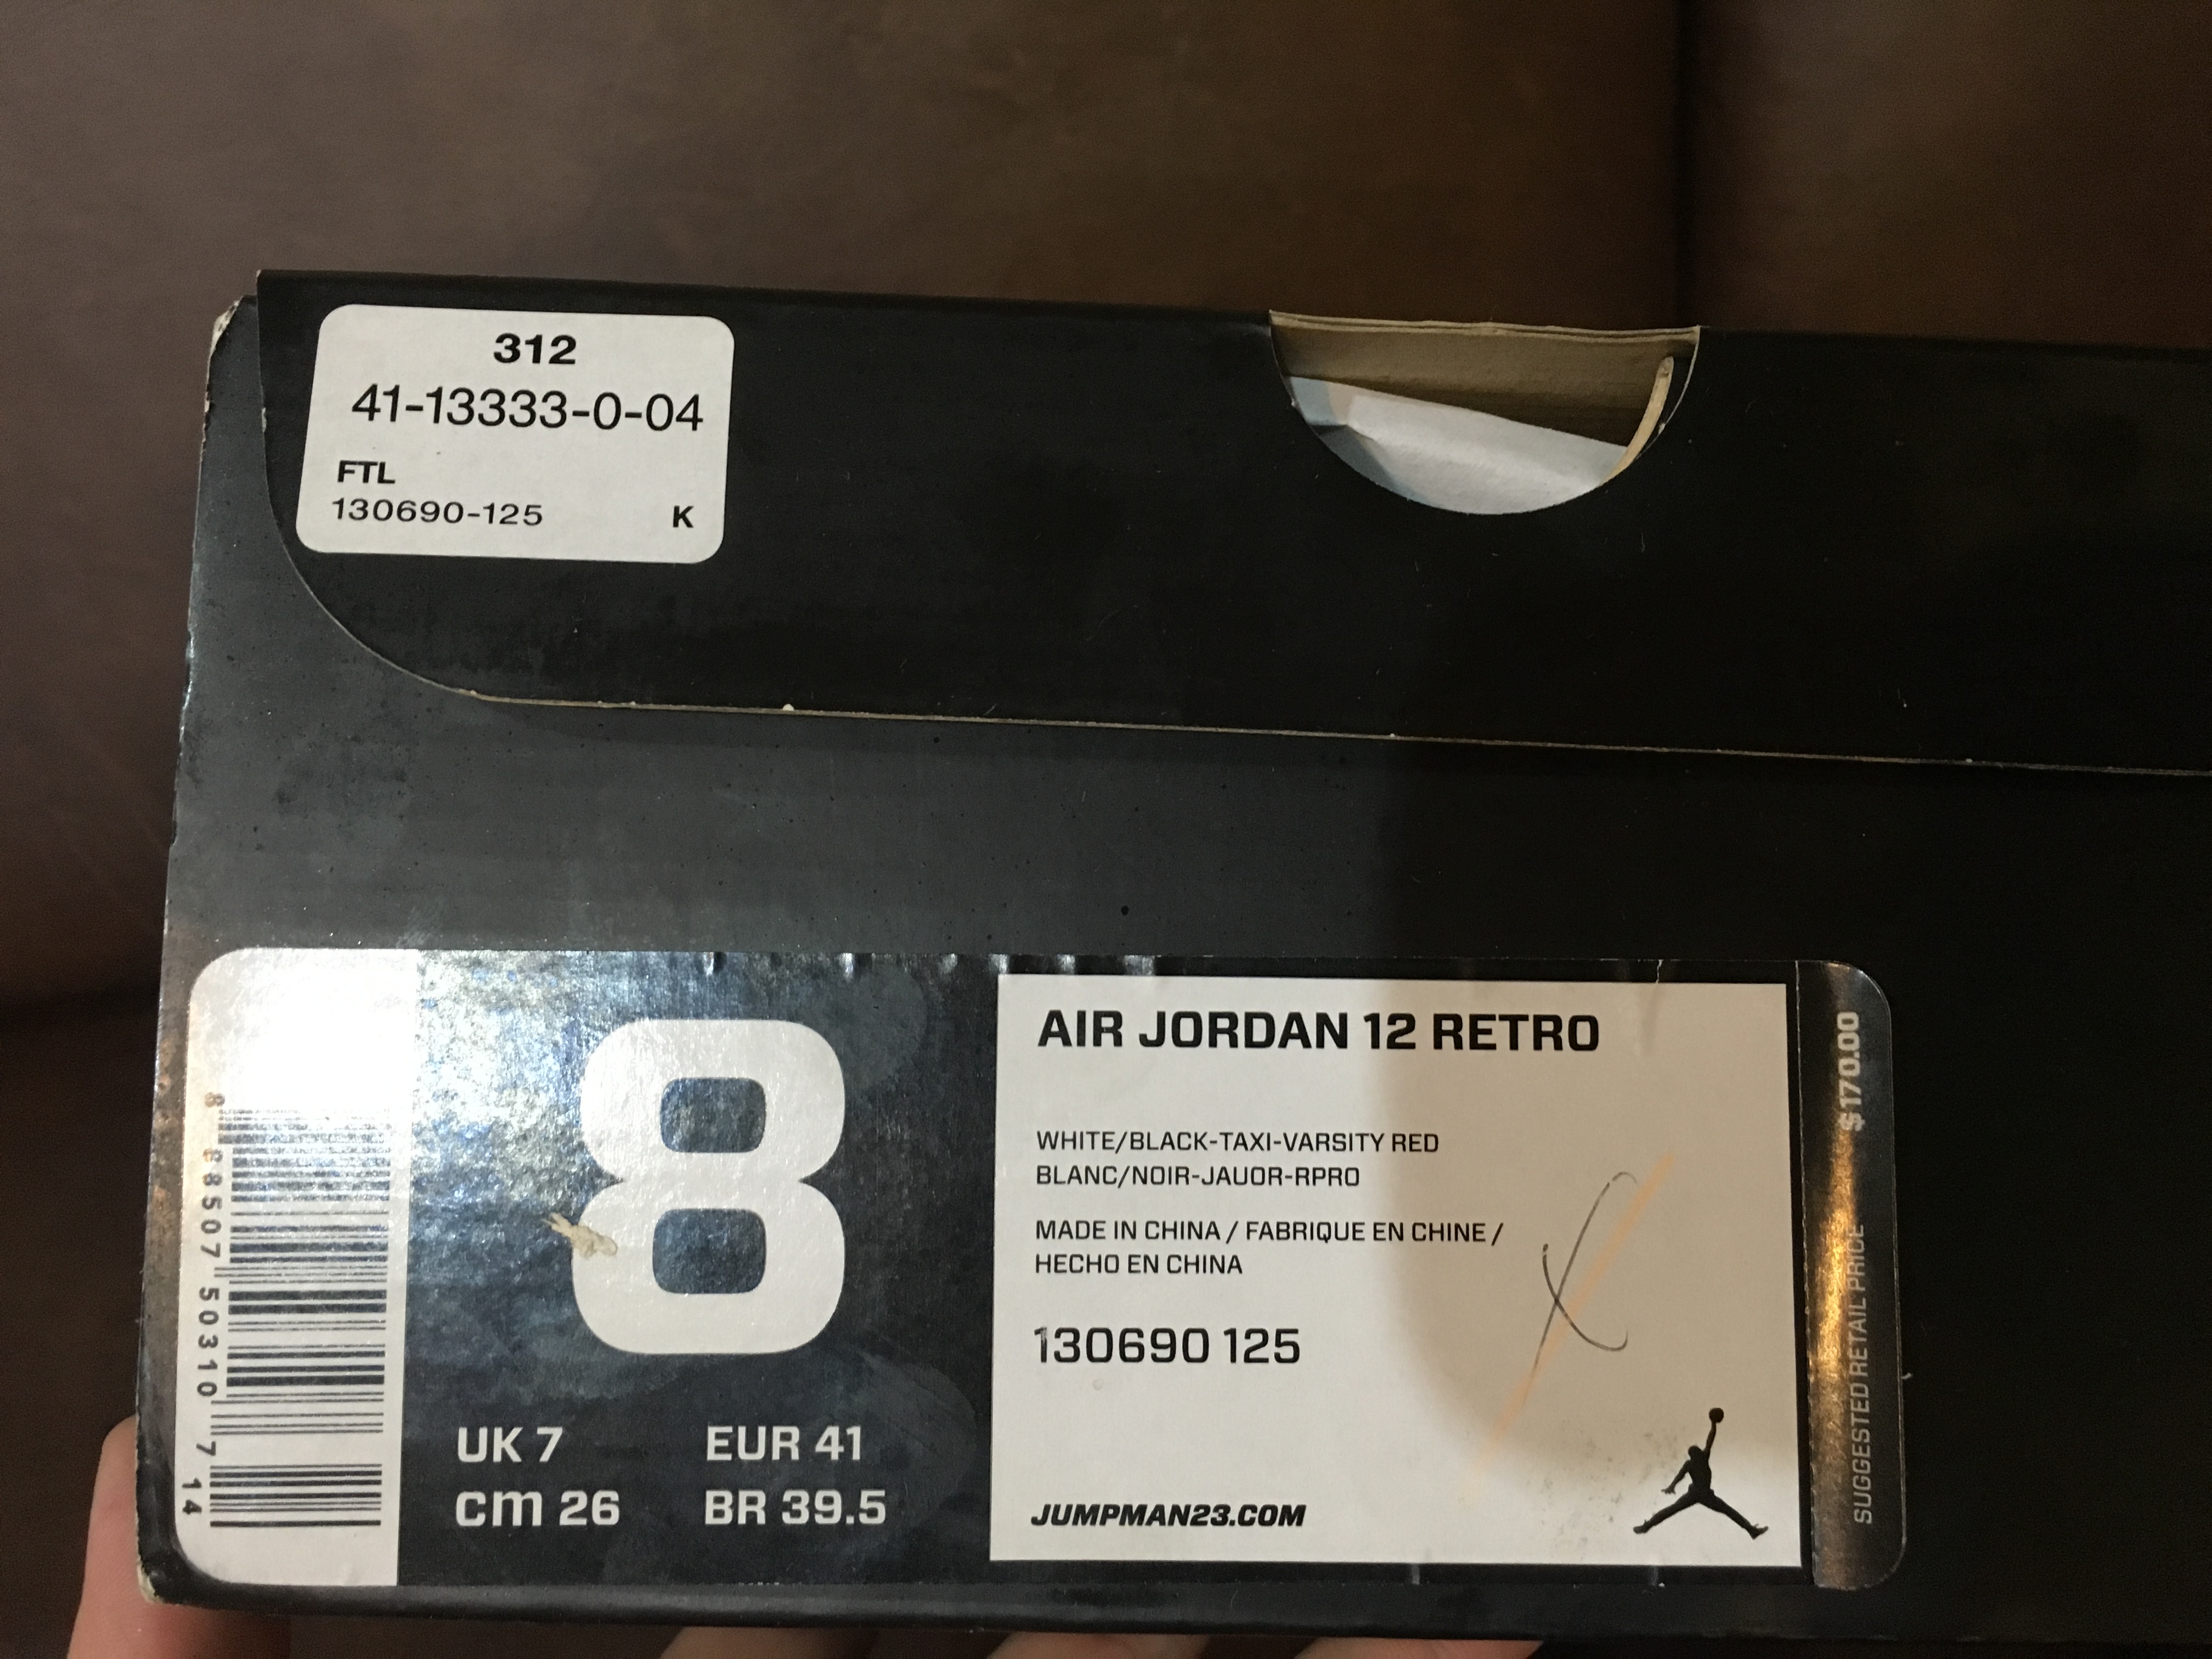 312
41-13333-0-04
FTL
130690-125 K
8 88507 50310 7 14
8
UK 7 EUR 41
cm 26 BR 39.5
AIR JORDAN 12 RETRO
WHITE/BLACK-TAXI-VARSITY RED
BLANC/NOIR-JAUOR-RPRO
MADE IN CHINA / FABRIQUE EN CHINE /
HECHO EN CHINA
130690 125
JUMPMAN23.COM
SUGGESTED RETAIL PRICE $170.00